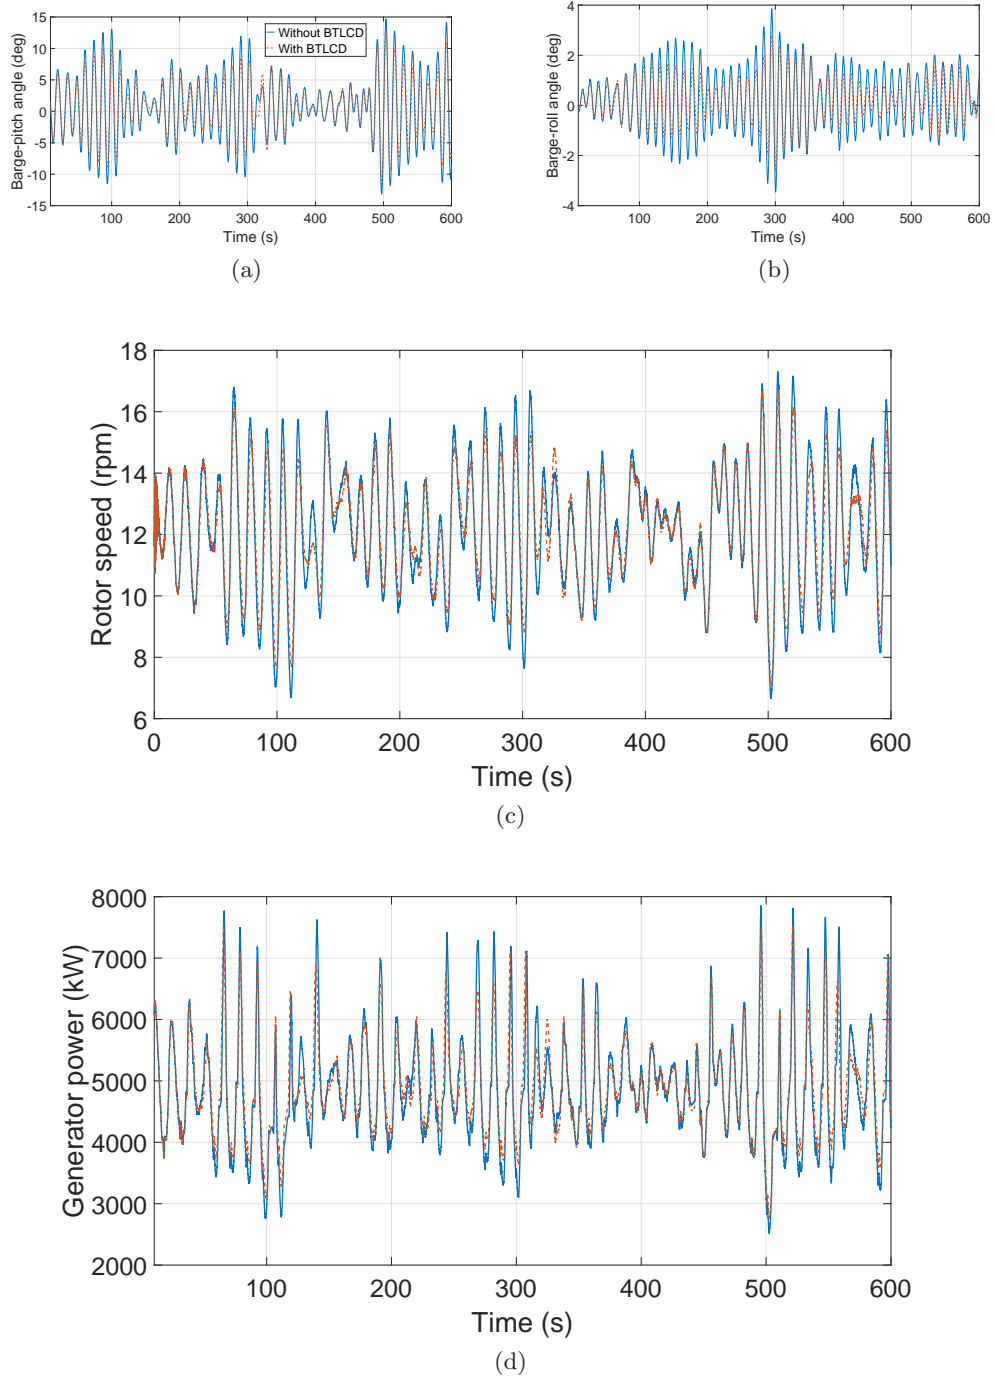 Barge-pitch angle (deg)
15
10
5
0
-5
-10
-15
100 200 300 400 500 600
Time (s)
Without BTLCD
With BTLCD
(a)
Barge-roll angle (deg)
4
2
0
-2
-4
100 200 300 400 500 600
Time (s)
(b)
Rotor speed (rpm)
18
16
14
12
10
8
6
0 100 200 300 400 500 600
Time (s)
(c)
Generator power (kW)
8000
7000
6000
5000
4000
3000
2000
100 200 300 400 500 600
Time (s)
(d)